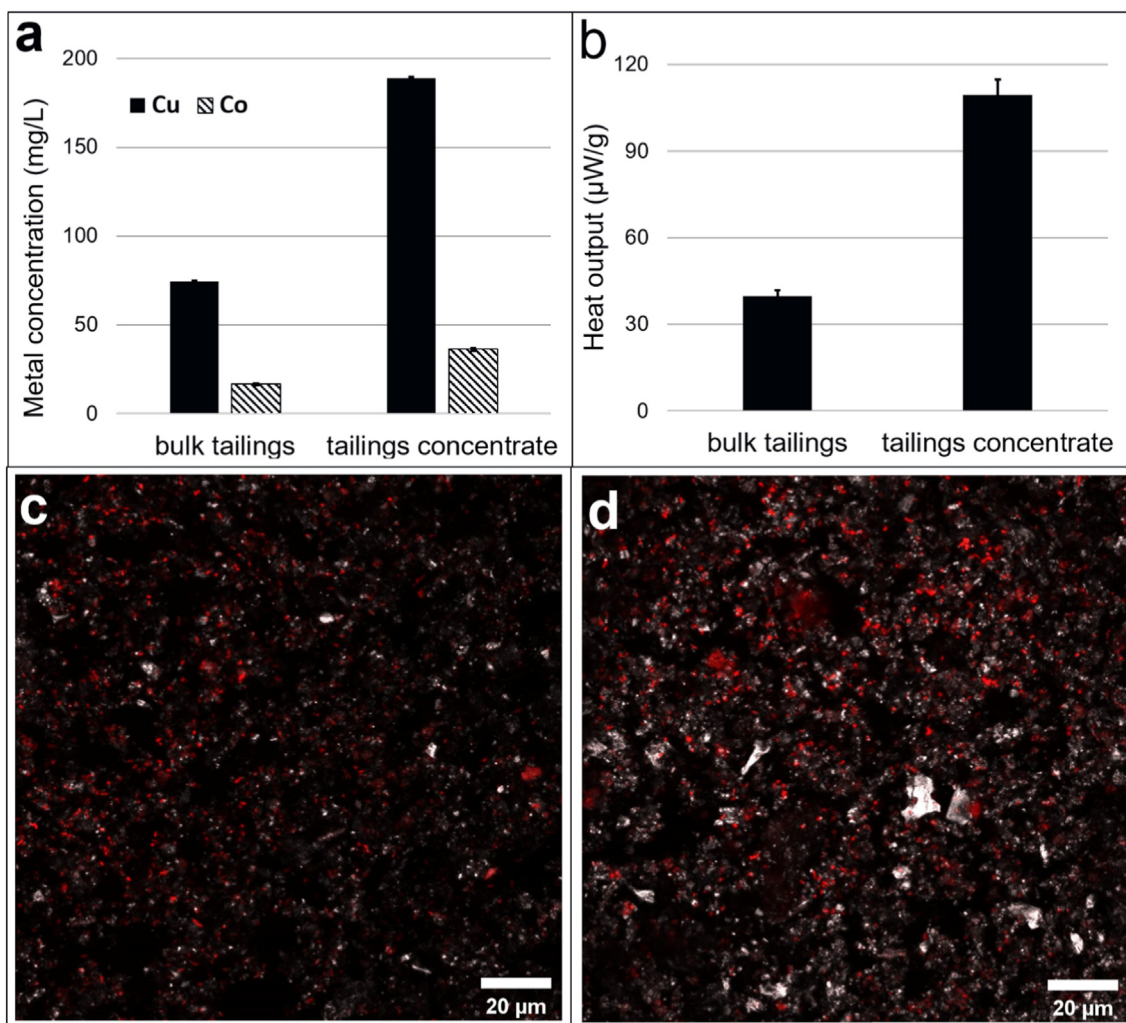 a
Metal concentration (mg/L)
200
150
100
50
0
Cu Co
bulk tailings tailings concentrate
b
Heat output (µW/g)
120
90
60
30
0
bulk tailings tailings concentrate
c
20 µm
d
20 µm